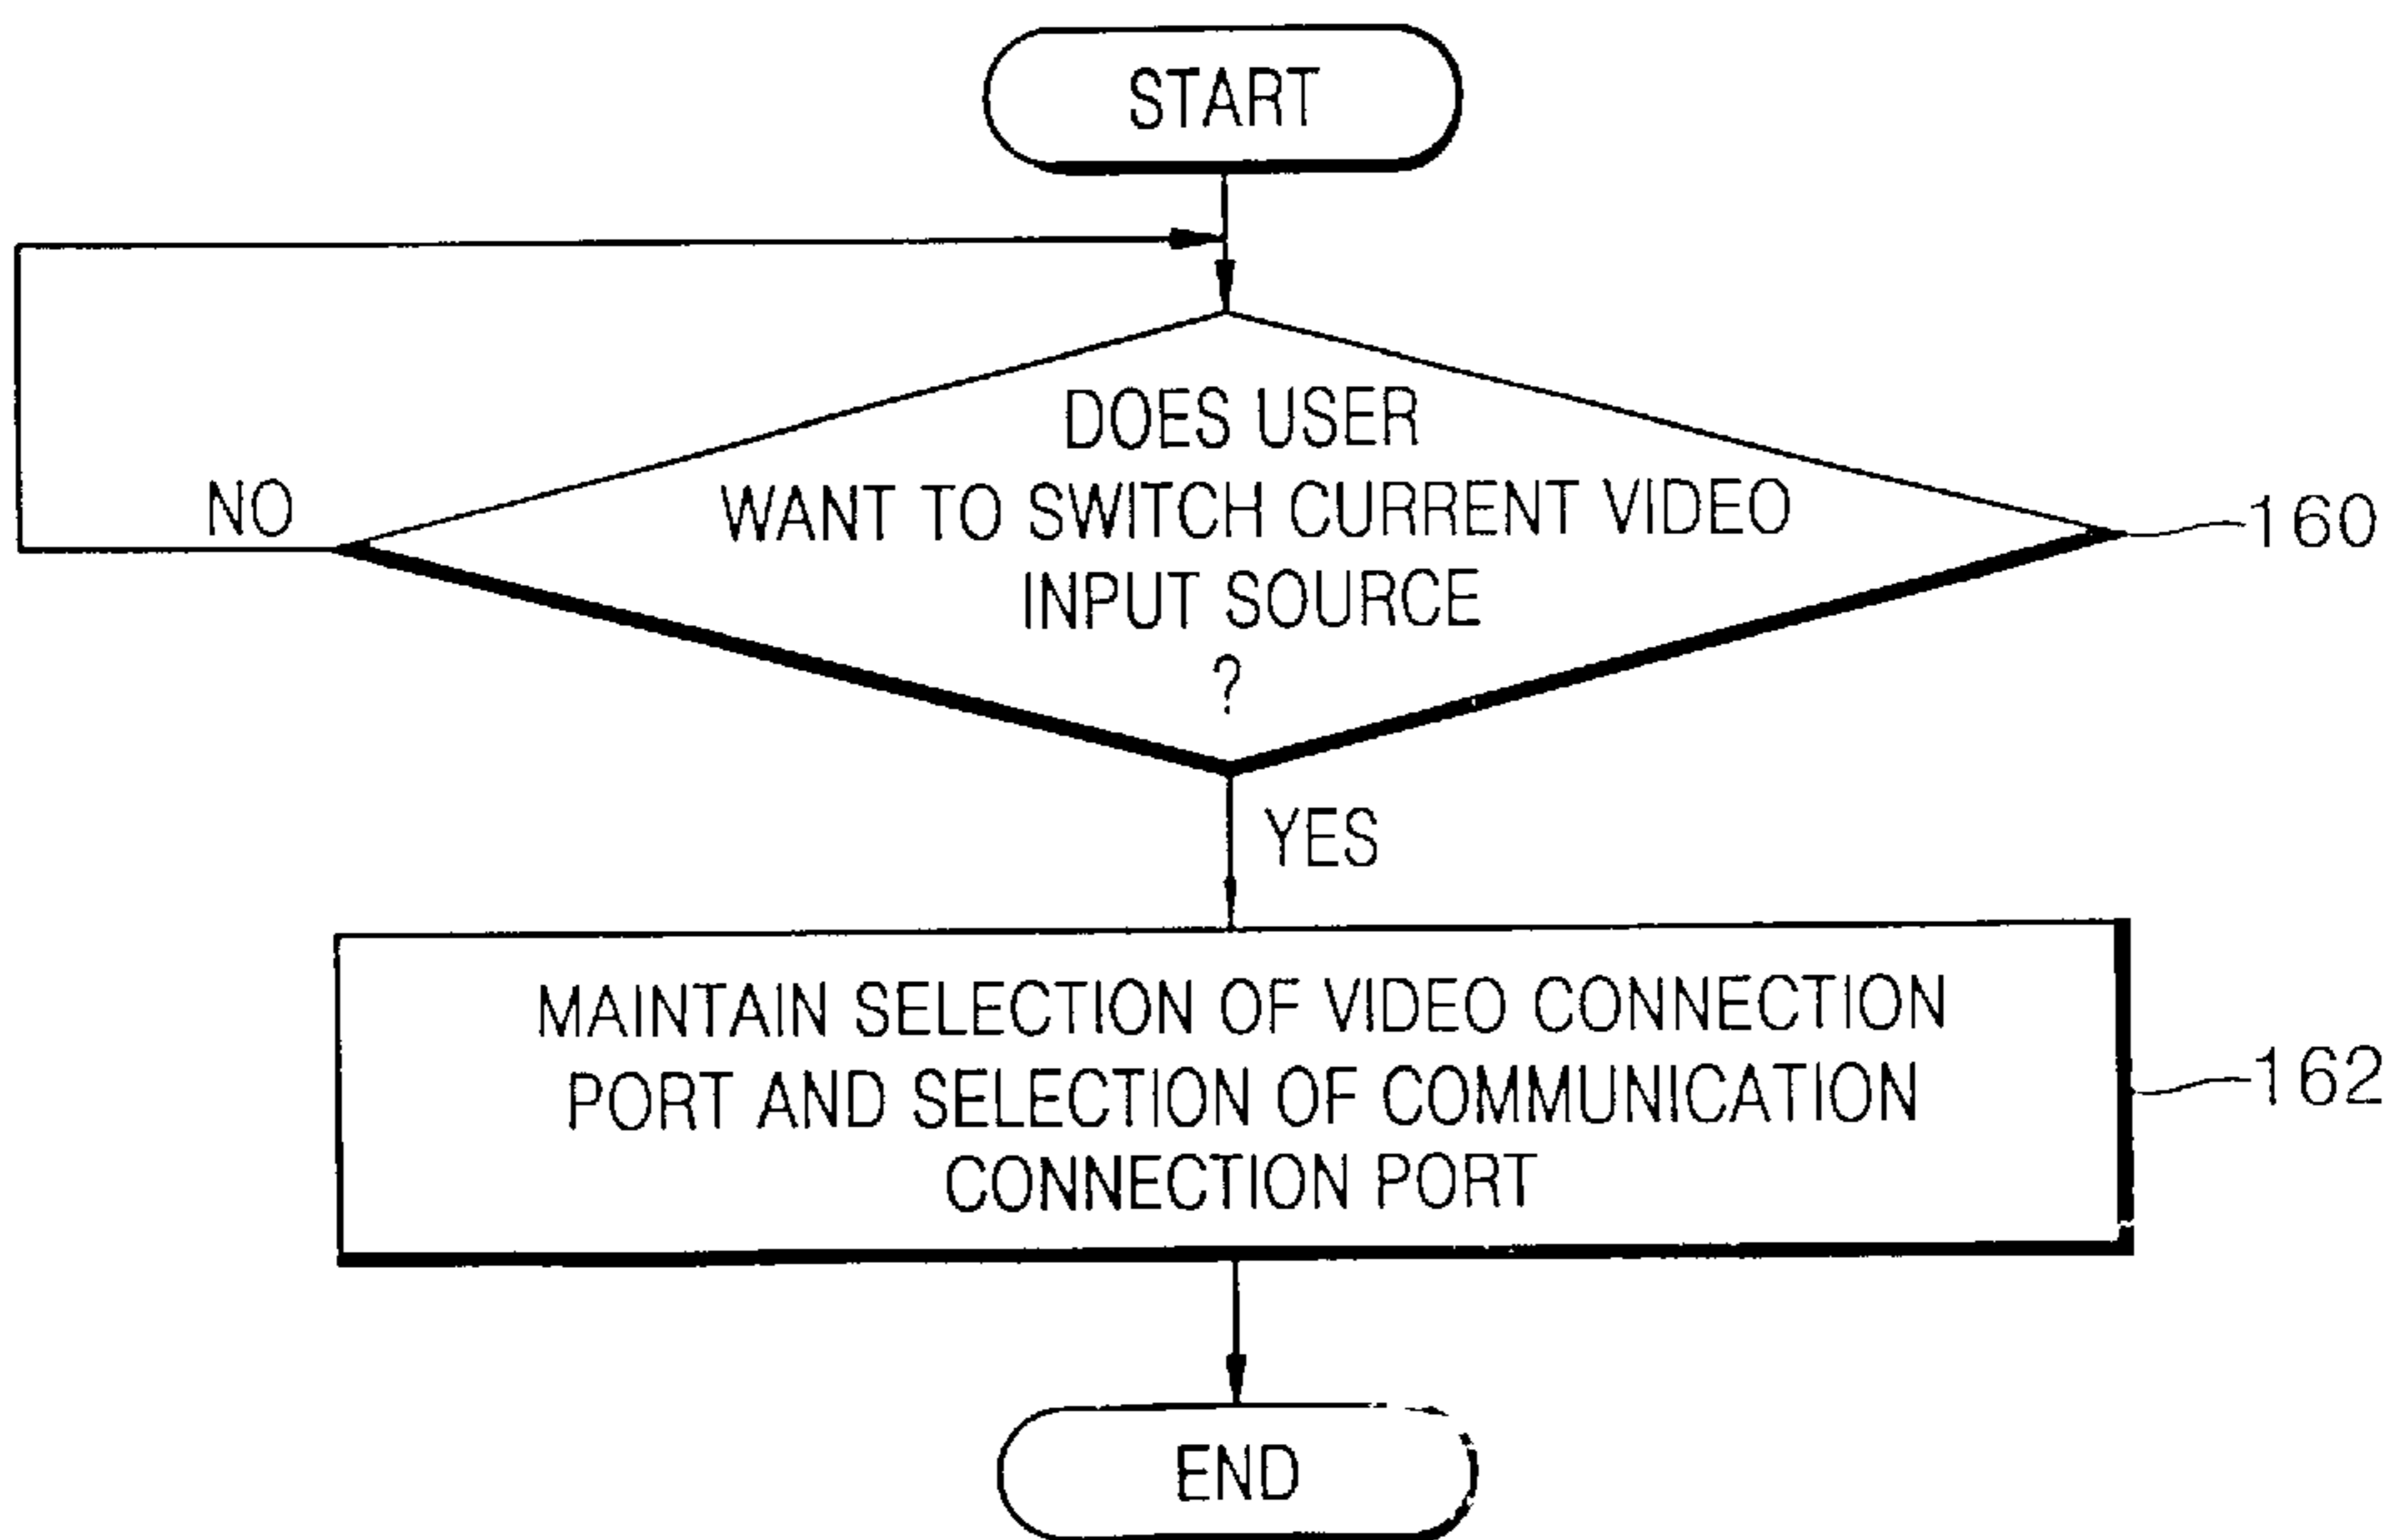 START
DOES USER
WANT TO SWITCH CURRENT VIDEO
INPUT SOURCE
?
NO
160
YES
MAINTAIN SELECTION OF VIDEO CONNECTION
PORT AND SELECTION OF COMMUNICATION
CONNECTION PORT
162
END